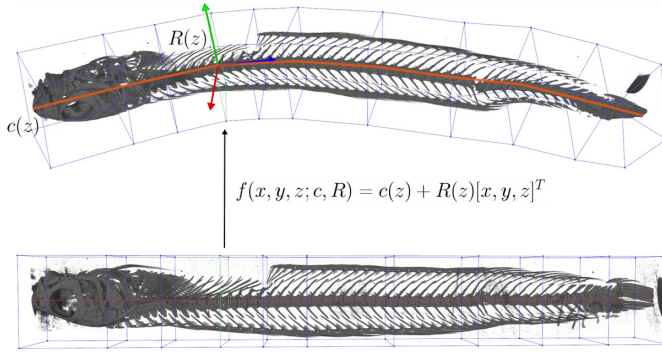 R(z)
c(z)
f(x, y, z; c, R) = c(z) + R(z)[x, y, z]^T